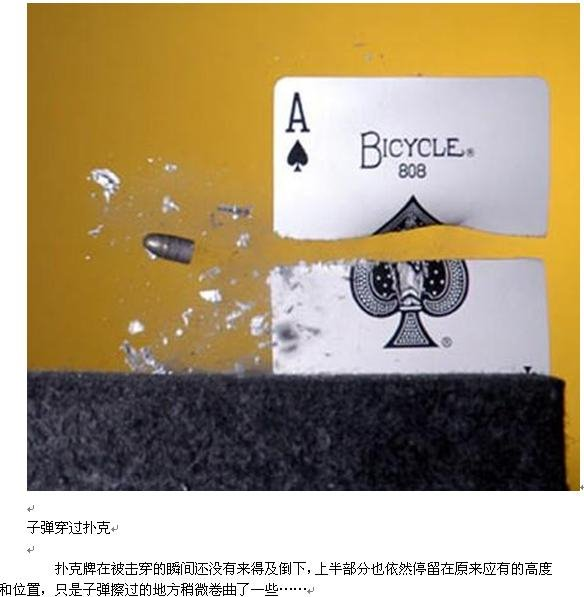 A
BICYCLE®
808
®
子弹穿过扑克
扑克牌在被击穿的瞬间还没有来得及倒下，上半部分也依然停留在原来应有的高度
和位置，只是子弹擦过的地方稍微卷曲了一些……